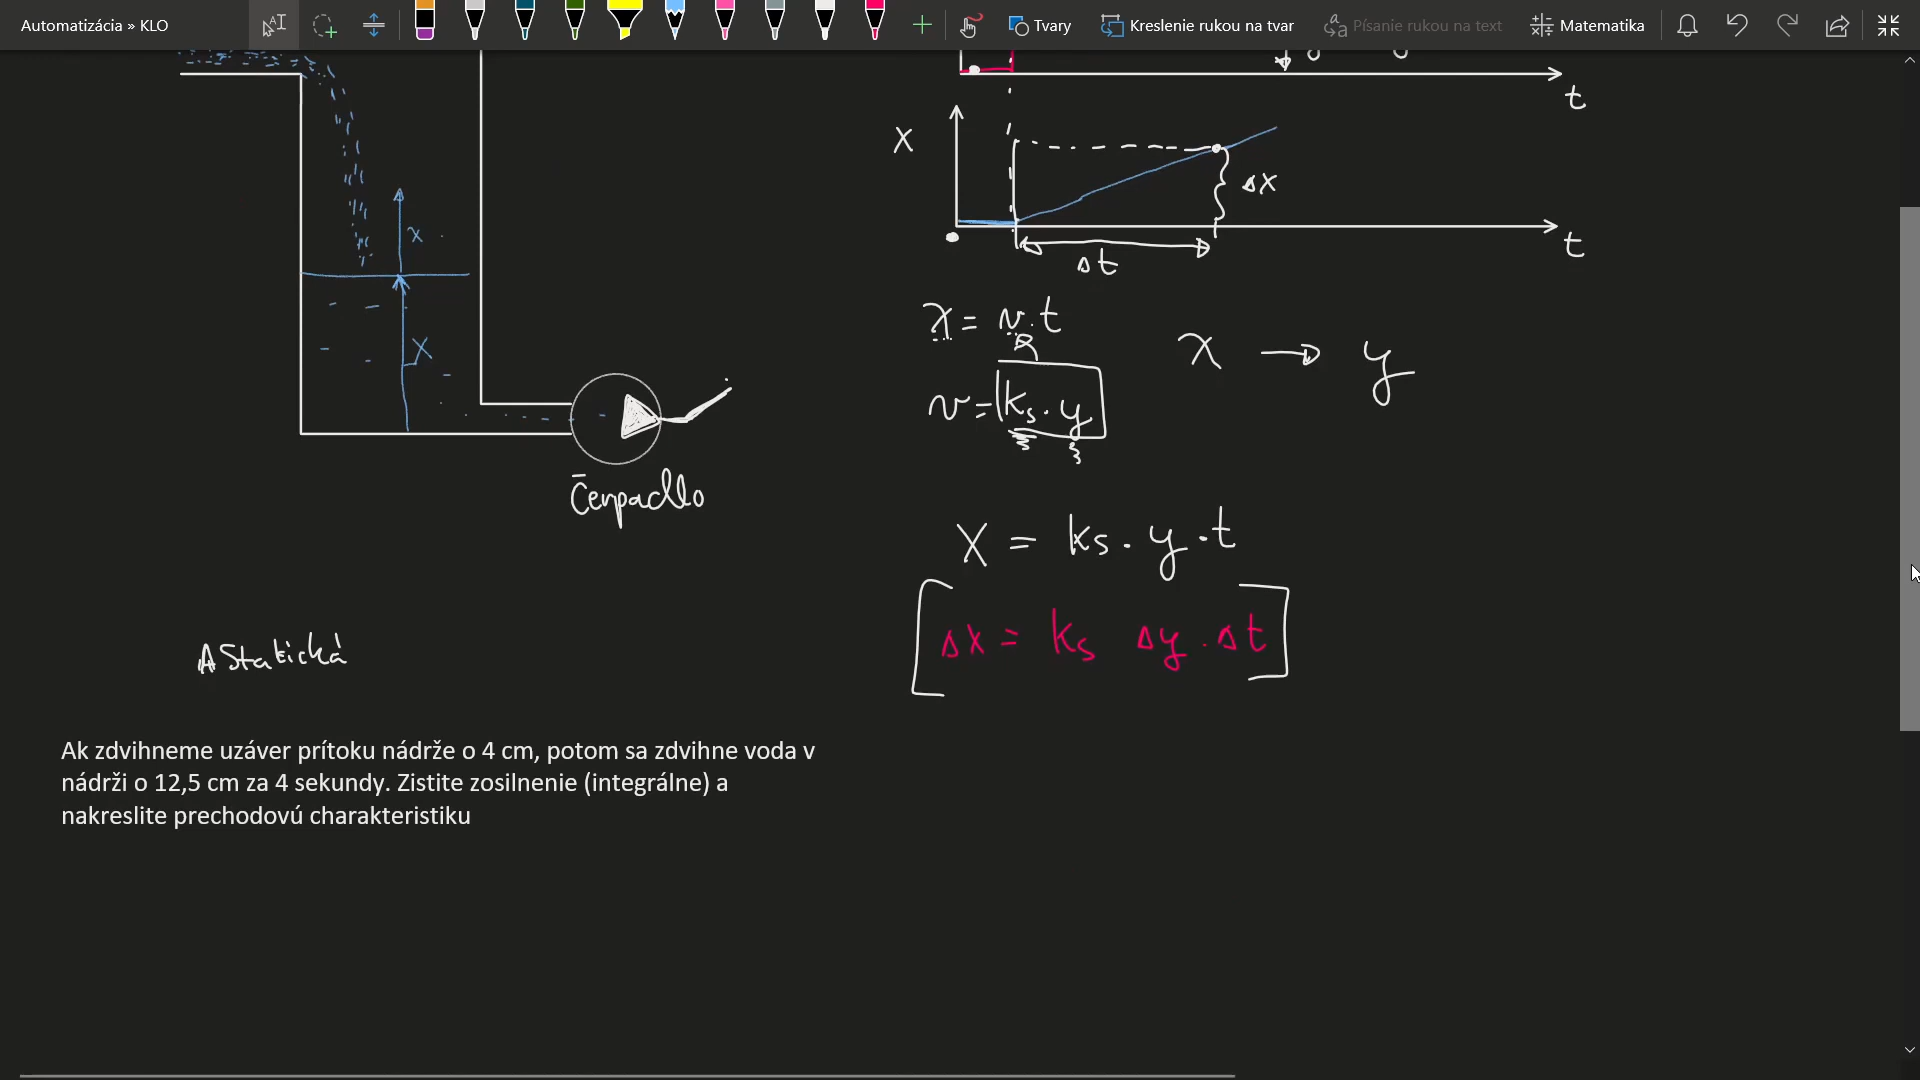 Automatizácia » KLO
Tvary
Kreslenie rukou na tvar
Písanie rukou na text
Matematika
t
x
Δx
t
Δt
x = v.t
x → y
v = ks.y
x
x
Čerpadlo
x = ks . y . t
Δx = ks Δy . Δt
AStatická
Ak zdvihneme uzáver prítoku nádrže o 4 cm, potom sa zdvihne voda v
nádrži o 12,5 cm za 4 sekundy. Zistite zosilnenie (integrálne) a
nakreslite prechodovú charakteristiku